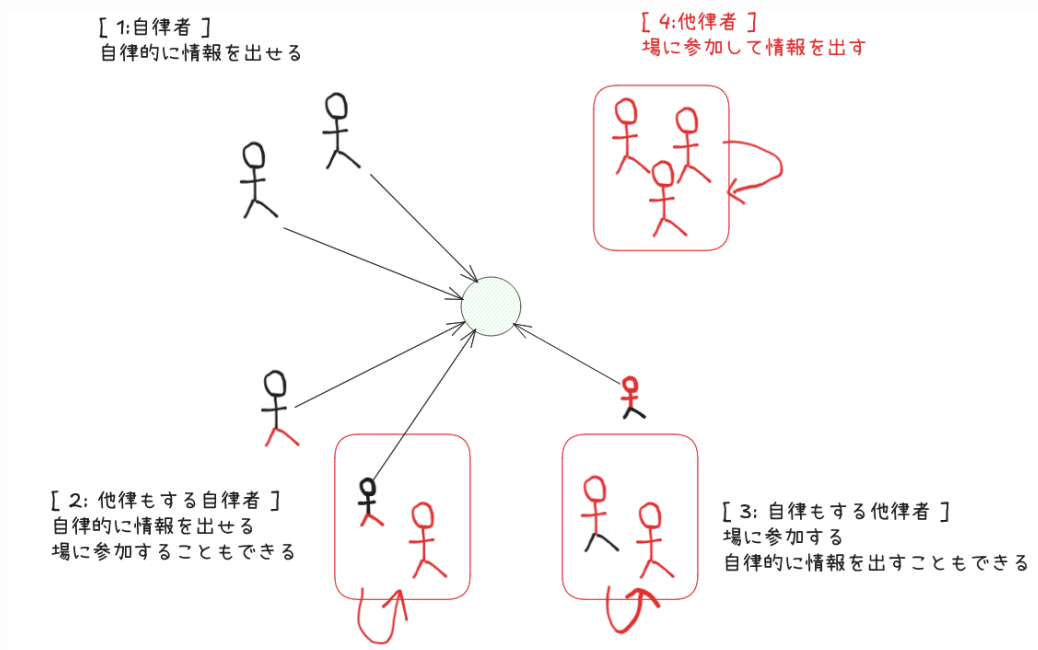 [ 1:自律者 ]
自律的に情報を出せる
[ 4:他律者 ]
場に参加して情報を出す
[ 2: 他律もする自律者 ]
自律的に情報を出せる
場に参加することもできる
[ 3: 自律もする他律者 ]
場に参加する
自律的に情報を出すこともできる